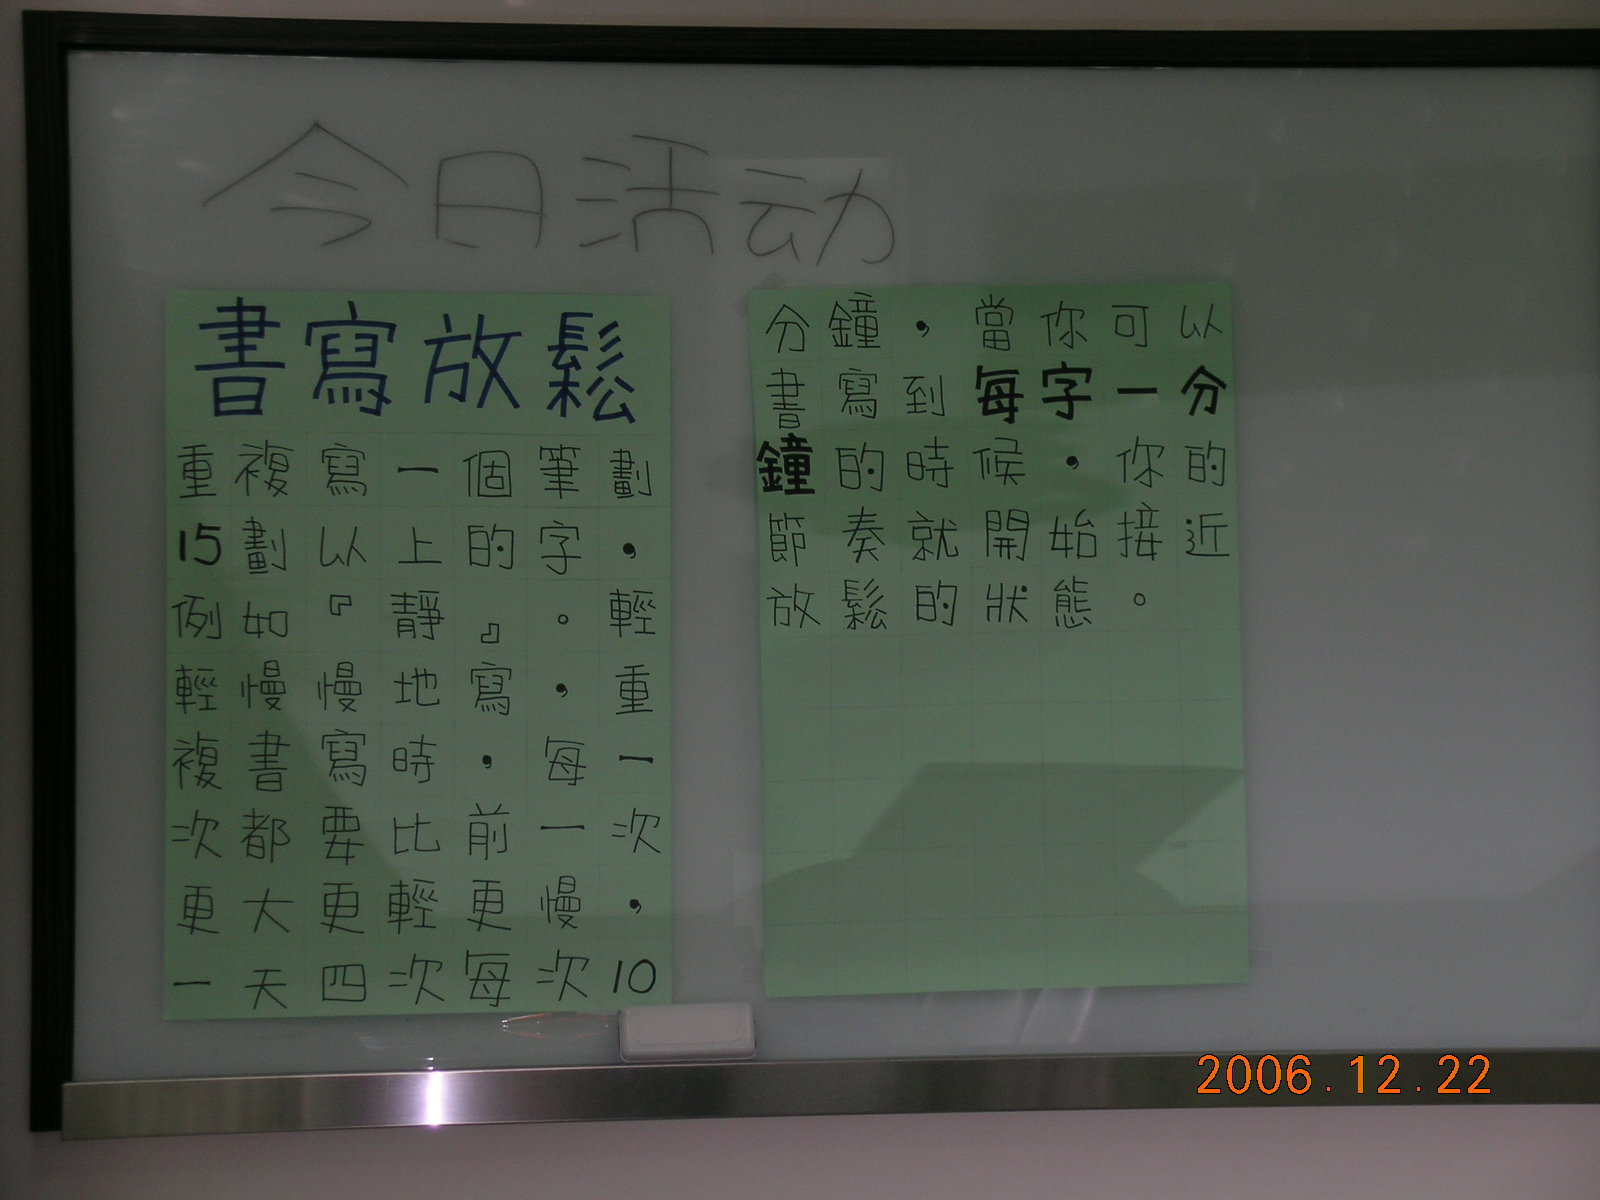 今日活动
書寫放鬆
重複寫一個筆劃
15劃以上的字，
例如『靜』。輕
輕慢慢地寫，重
複書寫時，每一
次都要比前一次
更大更輕更慢，
一天四次每次10
分鐘，當你可以
書寫到每字一分
鐘的時候，你的
節奏就開始接近
放鬆的狀態。
2006.12.22